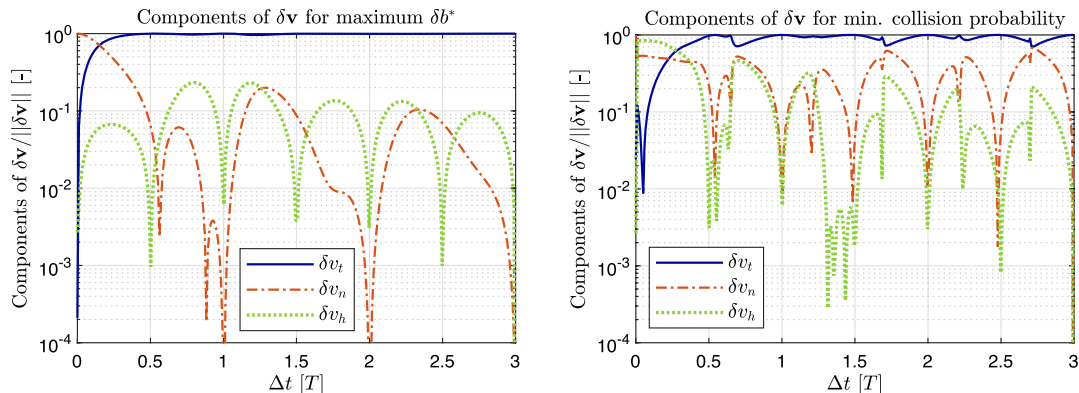 Components of δv for maximum δb*
Components of δv/||δv|| [-]
10^0
10^-1
10^-2
10^-3
10^-4
δv_t
δv_n
δv_h
0 0.5 1 1.5 2 2.5 3
Δt [T]
Components of δv for min. collision probability
Components of δv/||δv|| [-]
10^0
10^-1
10^-2
10^-3
10^-4
δv_t
δv_n
δv_h
0 0.5 1 1.5 2 2.5 3
Δt [T]